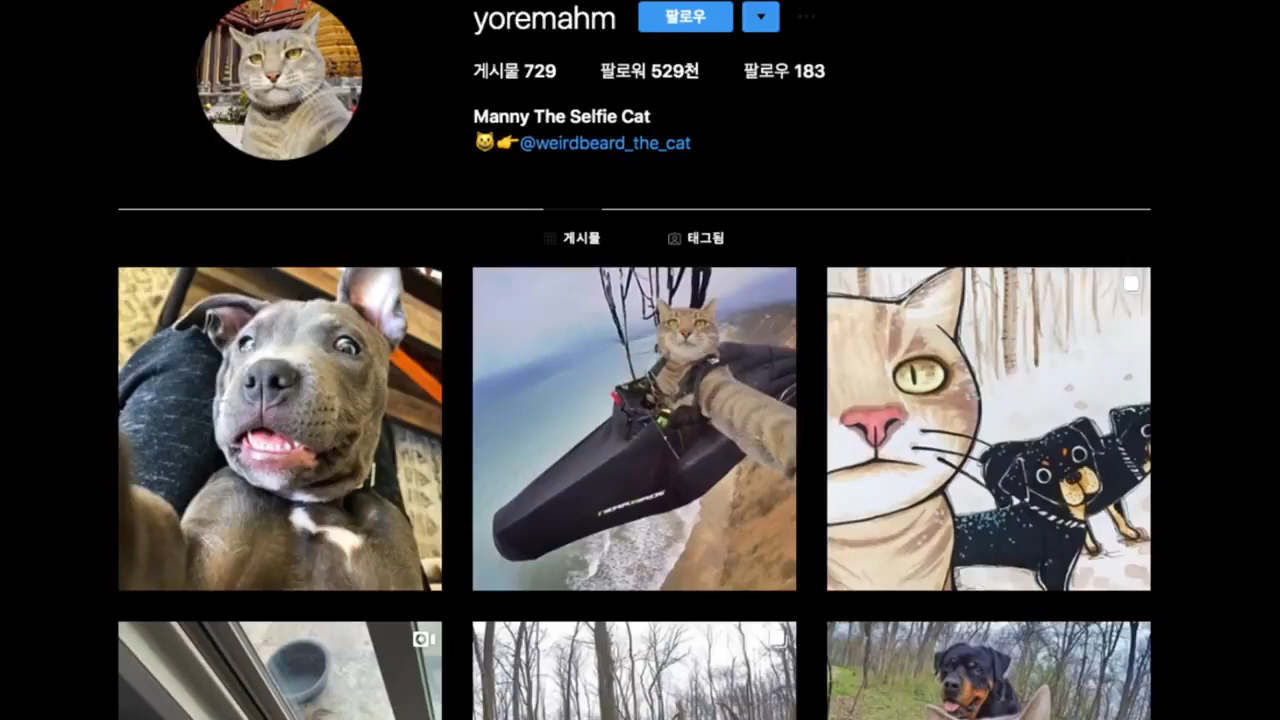 yoremahm 팔로우
게시물 729 팔로워 529천 팔로우 183
Manny The Selfie Cat
@weirdbeard_the_cat
게시물 태그됨